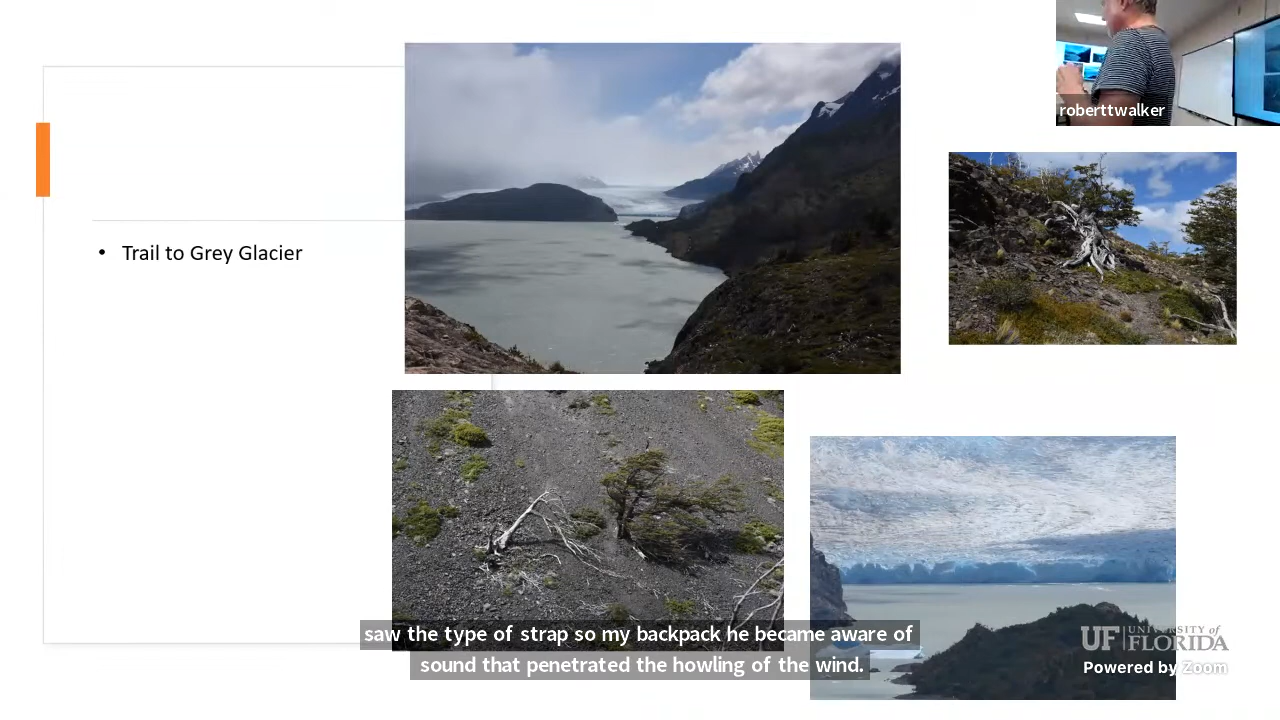 roberttwalker
• Trail to Grey Glacier
saw the type of strap so my backpack he became aware of
sound that penetrated the howling of the wind.
UF UNIVERSITY of
FLORIDA
Powered by Zoom